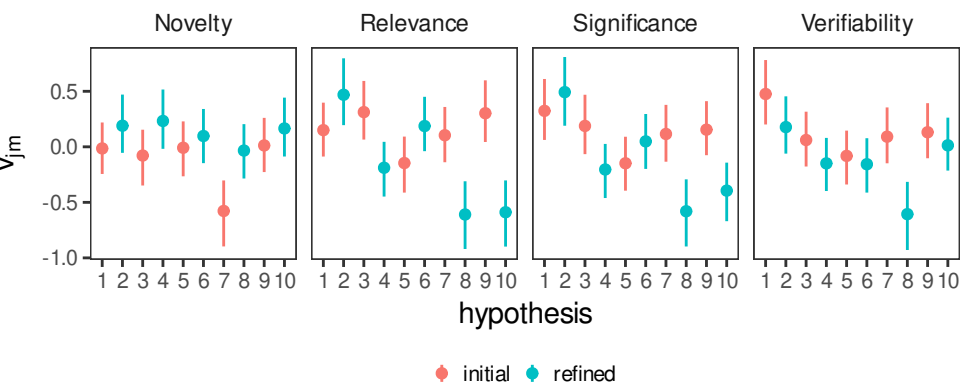 Novelty Relevance Significance Verifiability
0.5
0.0
-0.5
-1.0
vjm
1 2 3 4 5 6 7 8 9 10 1 2 3 4 5 6 7 8 9 10 1 2 3 4 5 6 7 8 9 10 1 2 3 4 5 6 7 8 9 10
hypothesis
initial refined